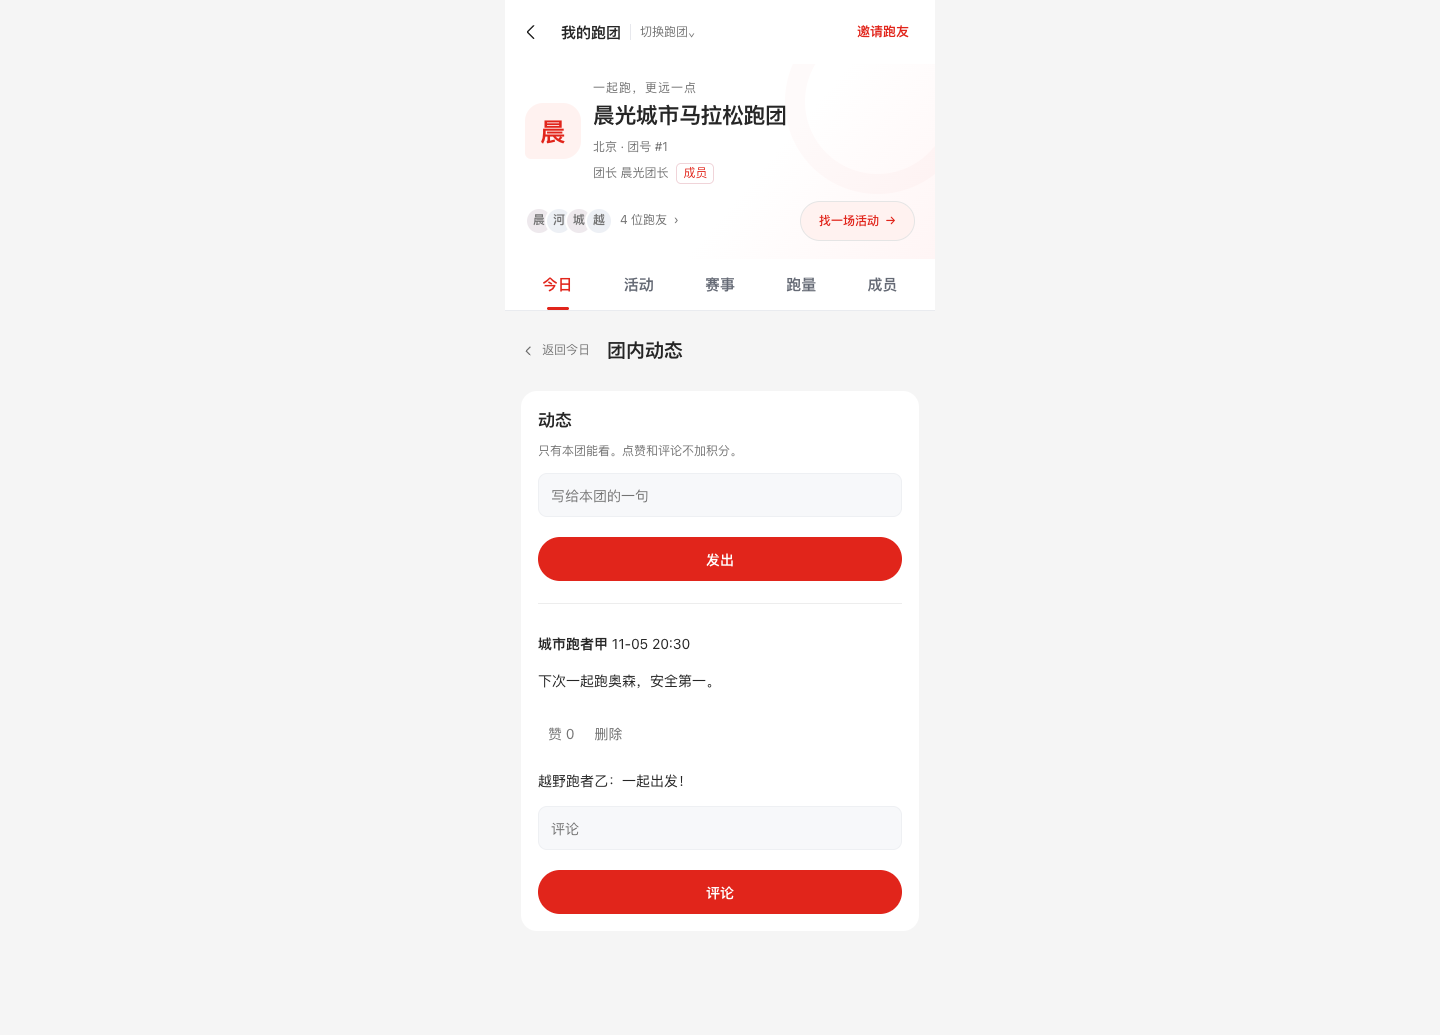 我的跑团 切换跑团 邀请跑友
一起跑，更远一点
晨
晨光城市马拉松跑团
北京 · 团号 #1
团长 晨光团长 成员
晨 河 城 越 4 位跑友 ›
找一场活动 →
今日 活动 赛事 跑量 成员
返回今日 团内动态
动态
只有本团能看。点赞和评论不加积分。
写给本团的一句
发出
城市跑者甲 11-05 20:30
下次一起跑奥森，安全第一。
赞 0 删除
越野跑者乙：一起出发！
评论
评论